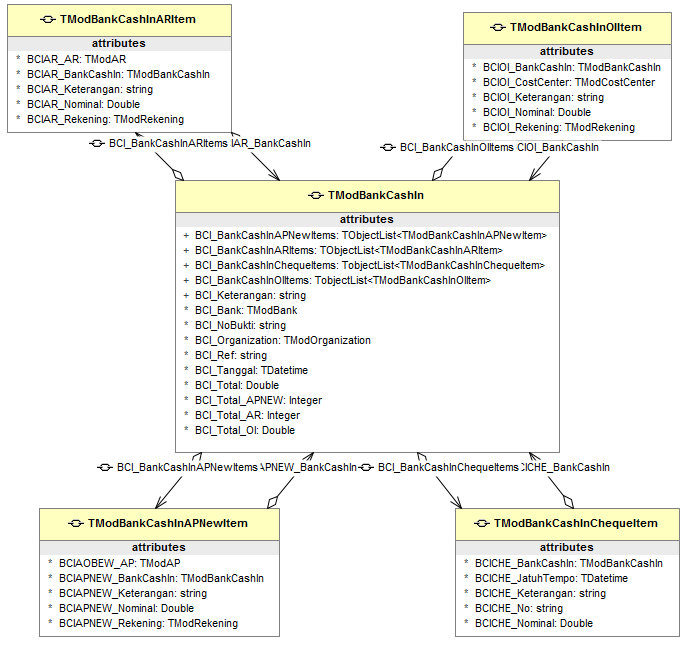 TModBankCashInARItem
attributes
* BCIAR_AR: TModAR
* BCIAR_BankCashIn: TModBankCashIn
* BCIAR_Keterangan: string
* BCIAR_Nominal: Double
* BCIAR_Rekening: TModRekening
TModBankCashInOIItem
attributes
* BCIOI_BankCashIn: TModBankCashIn
* BCIOI_CostCenter: TModCostCenter
* BCIOI_Keterangan: string
* BCIOI_Nominal: Double
* BCIOI_Rekening: TModRekening
BCI_BankCashInARItems
IAR_BankCashIn
BCI_BankCashInOIItems
CIOI_BankCashIn
TModBankCashIn
attributes
+ BCI_BankCashInAPNewItems: TObjectList<TModBankCashInAPNewItem>
+ BCI_BankCashInARItems: TObjectList<TModBankCashInARItem>
+ BCI_BankCashInChequeItems: TobjectList<TModBankCashInChequeItem>
+ BCI_BankCashInOIItems: TobjectList<TModBankCashInOIItem>
+ BCI_Keterangan: string
* BCI_Bank: TModBank
* BCI_NoBukti: string
* BCI_Organization: TModOrganization
* BCI_Ref: string
* BCI_Tanggal: TDatetime
* BCI_Total: Double
* BCI_Total_APNEW: Integer
* BCI_Total_AR: Integer
* BCI_Total_OI: Double
BCI_BankCashInAPNewItems
APNEW_BankCashIn
BCI_BankCashInChequeItems
CICHE_BankCashIn
TModBankCashInAPNewItem
attributes
* BCIAOBEW_AP: TModAP
* BCIAPNEW_BankCashIn: TModBankCashIn
* BCIAPNEW_Keterangan: string
* BCIAPNEW_Nominal: Double
* BCIAPNEW_Rekening: TModRekening
TModBankCashInChequeItem
attributes
* BCICHE_BankCashIn: TModBankCashIn
* BCICHE_JatuhTempo: TDatetime
* BCICHE_Keterangan: string
* BCICHE_No: string
* BCICHE_Nominal: Double